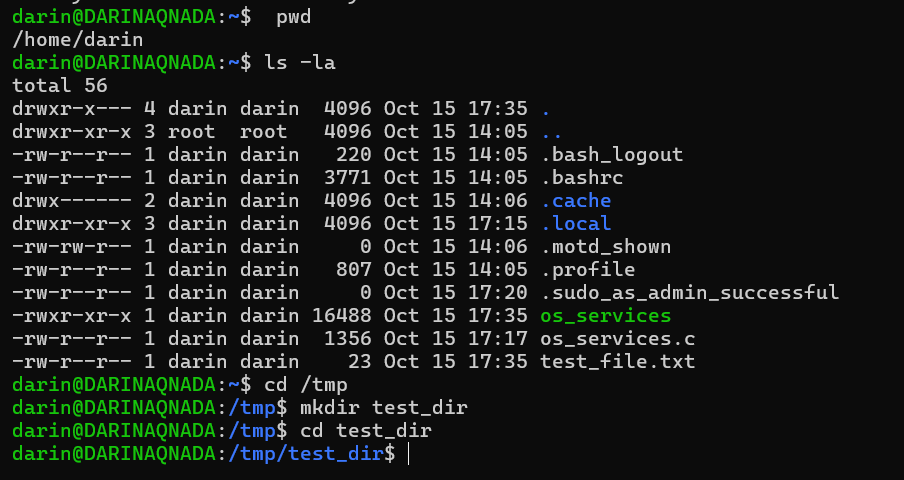 darin@DARINAQNADA:~$  pwd
/home/darin
darin@DARINAQNADA:~$ ls -la
total 56
drwxr-x--- 4 darin darin  4096 Oct 15 17:35 .
drwxr-xr-x 3 root  root   4096 Oct 15 14:05 ..
-rw-r--r-- 1 darin darin   220 Oct 15 14:05 .bash_logout
-rw-r--r-- 1 darin darin  3771 Oct 15 14:05 .bashrc
drwx------ 2 darin darin  4096 Oct 15 14:06 .cache
drwxr-xr-x 3 darin darin  4096 Oct 15 17:15 .local
-rw-rw-r-- 1 darin darin     0 Oct 15 14:06 .motd_shown
-rw-r--r-- 1 darin darin   807 Oct 15 14:05 .profile
-rw-r--r-- 1 darin darin     0 Oct 15 17:20 .sudo_as_admin_successful
-rwxr-xr-x 1 darin darin 16488 Oct 15 17:35 os_services
-rw-r--r-- 1 darin darin  1356 Oct 15 17:17 os_services.c
-rw-r--r-- 1 darin darin    23 Oct 15 17:35 test_file.txt
darin@DARINAQNADA:~$ cd /tmp
darin@DARINAQNADA:/tmp$ mkdir test_dir
darin@DARINAQNADA:/tmp$ cd test_dir
darin@DARINAQNADA:/tmp/test_dir$